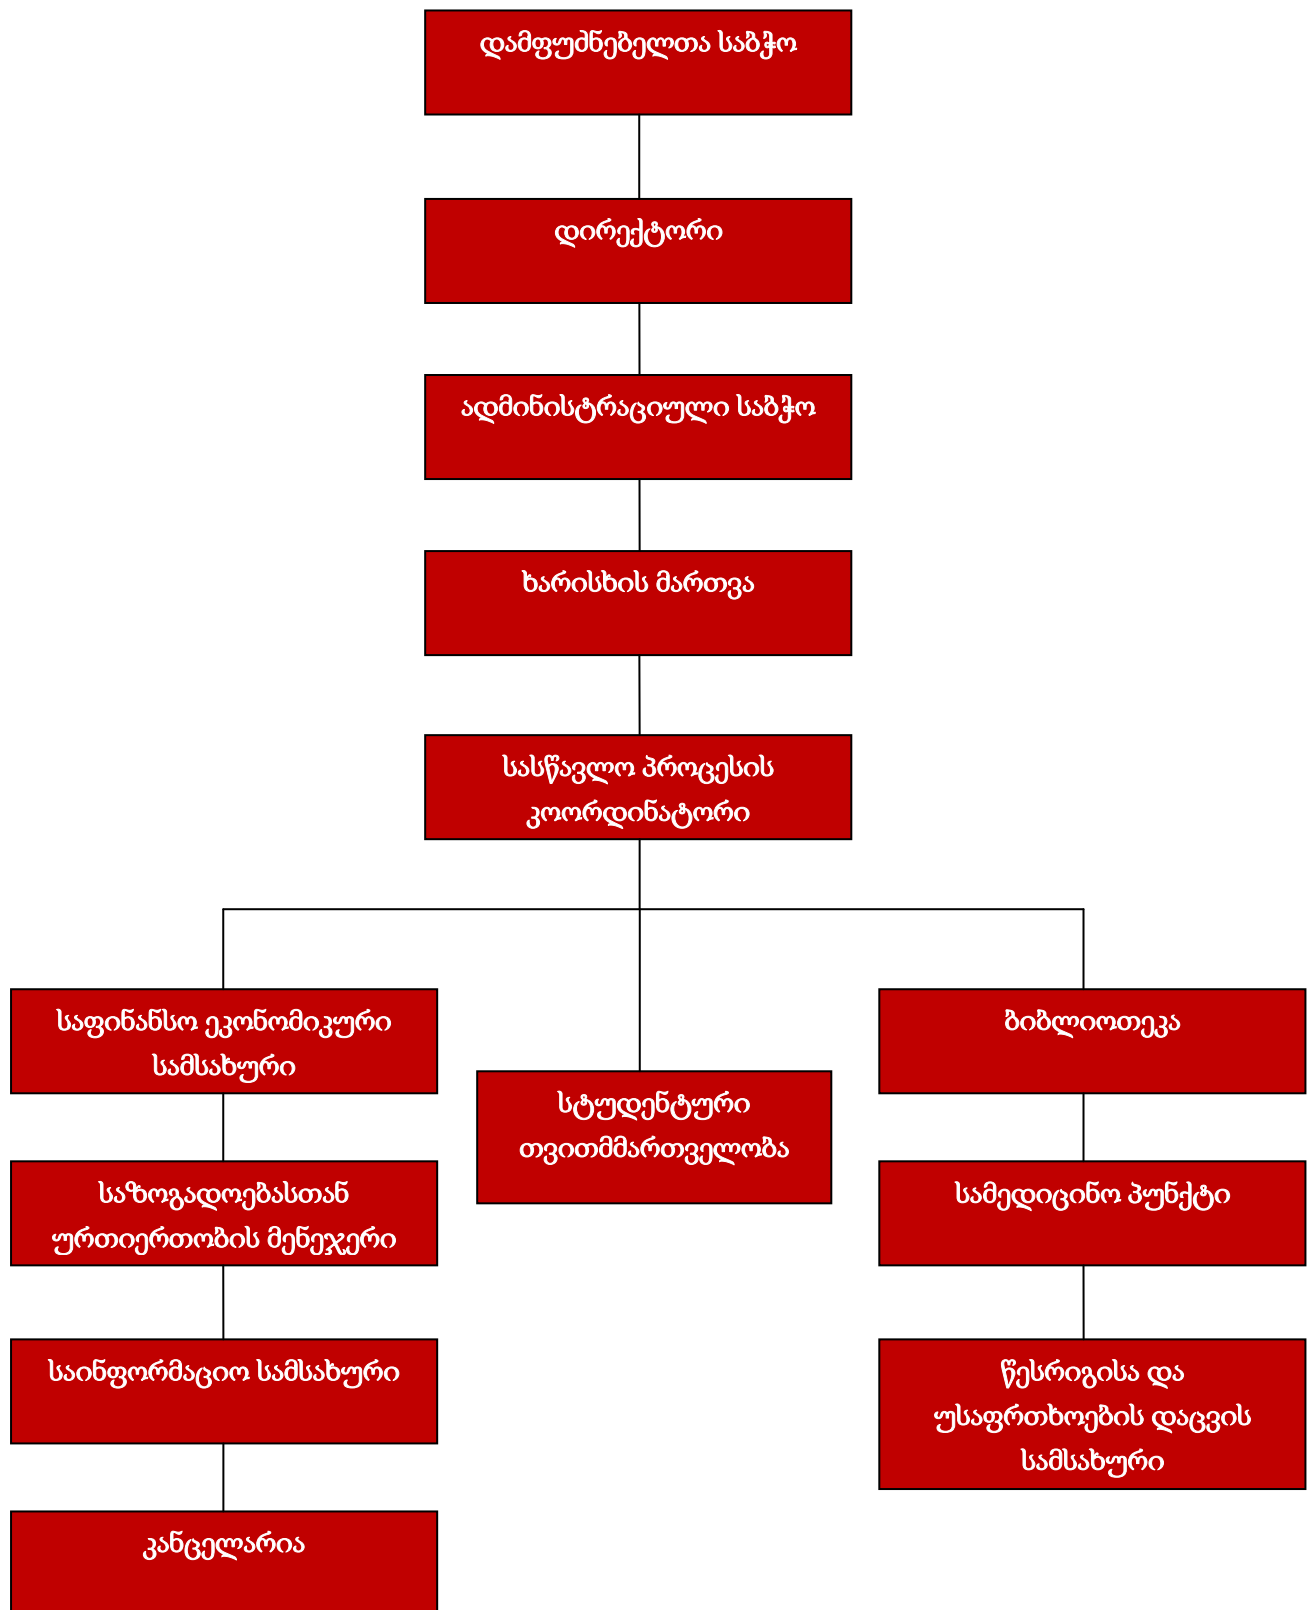 დამფუძნებელთა საბჭო
დირექტორი
ადმინისტრაციული საბჭო
ხარისხის მართვა
სასწავლო პროცესის
კოორდინატორი
საფინანსო ეკონომიკური
სამსახური
საზოგადოებასთან
ურთიერთობის მენეჯერი
საინფორმაციო სამსახური
კანცელარია
სტუდენტური
თვითმმართველობა
ბიბლიოთეკა
სამედიცინო პუნქტი
წესრიგისა და
უსაფრთხოების დაცვის
სამსახური